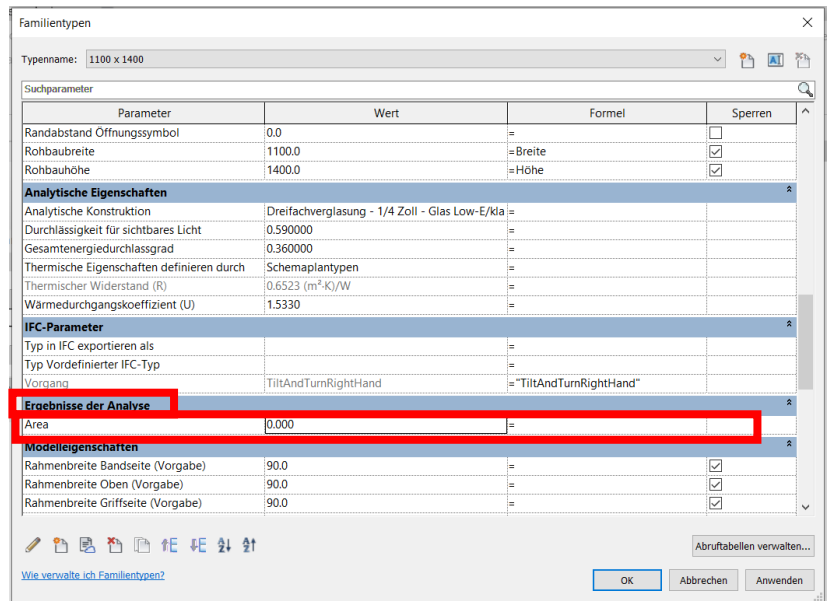 Familientypen
Typenname: 1100 x 1400
Suchparameter
Parameter Wert Formel Sperren
Randabstand Öffnungssymbol 0.0 =
Rohbaubreite 1100.0 =Breite
Rohbauhöhe 1400.0 =Höhe
Analytische Eigenschaften
Analytische Konstruktion Dreifachverglasung - 1/4 Zoll - Glas Low-E/kla =
Durchlässigkeit für sichtbares Licht 0.590000 =
Gesamtenergiedurchlassgrad 0.360000 =
Thermische Eigenschaften definieren durch Schemaplantypen =
Thermischer Widerstand (R) 0.6523 (m²·K)/W =
Wärmedurchgangskoeffizient (U) 1.5330 =
IFC-Parameter
Typ in IFC exportieren als =
Typ Vordefinierter IFC-Typ =
Vorgang TiltAndTurnRightHand ="TiltAndTurnRightHand"
Ergebnisse der Analyse
Area 0.000 =
Modelleigenschaften
Rahmenbreite Bandseite (Vorgabe) 90.0 =
Rahmenbreite Oben (Vorgabe) 90.0 =
Rahmenbreite Griffseite (Vorgabe) 90.0 =
Abruftabellen verwalten...
Wie verwalte ich Familientypen?
OK Abbrechen Anwenden